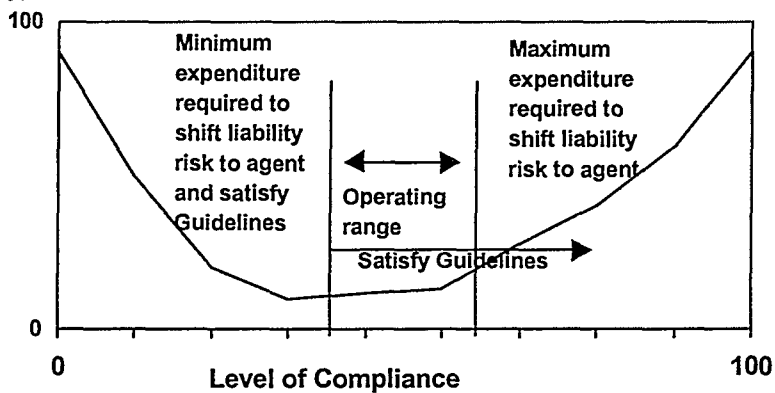 100
Minimum
expenditure
required to
shift liability
risk to agent
and satisfy
Guidelines
Maximum
expenditure
required to
shift liability
risk to agent
Operating
range
Satisfy Guidelines
0
0
100
Level of Compliance